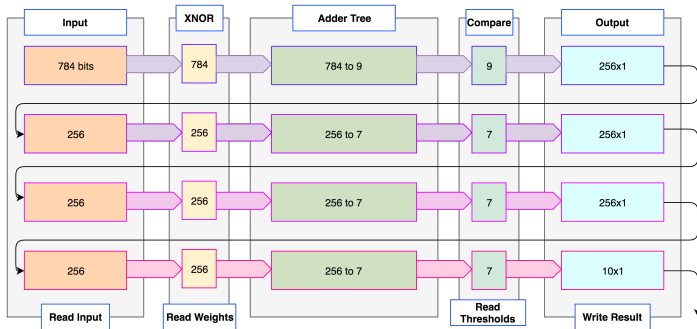 Input
XNOR
Adder Tree
Compare
Output
784 bits
784
784 to 9
9
256x1
256
256
256 to 7
7
256x1
256
256
256 to 7
7
256x1
256
256
256 to 7
7
10x1
Read Input
Read Weights
Read
Thresholds
Write Result